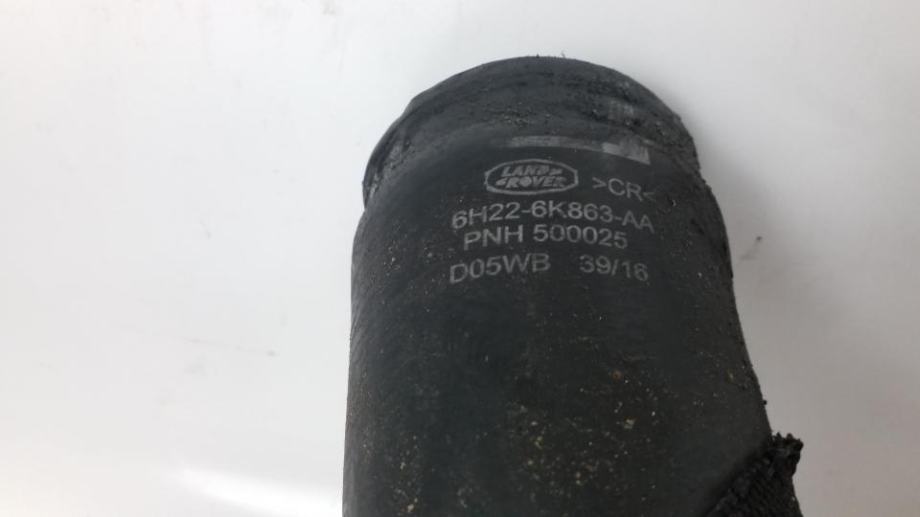 LAND ROVER >CR<
6H22-6K863-AA
PNH 500025
D05WB 39/16